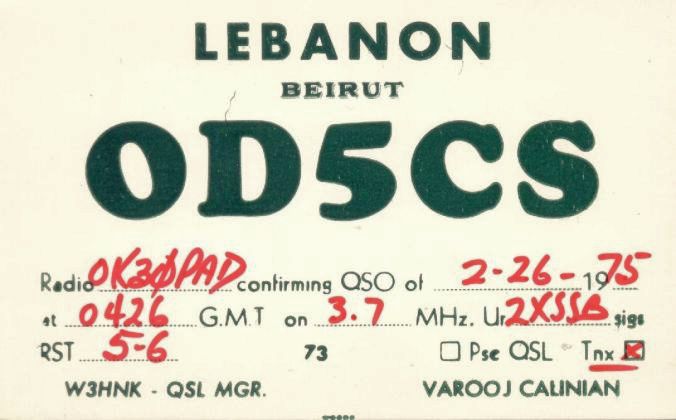 LEBANON
BEIRUT
OD5CS
Radio OK30PAD confirming QSO of 2-26-1975
at 0426 G.M.T on 3.7 MHz. Ur 2XSSB sigs
RST 5-6 73 ☐ Pse QSL Tnx ☒
W3HNK - QSL MGR. VAROOJ CALINIAN